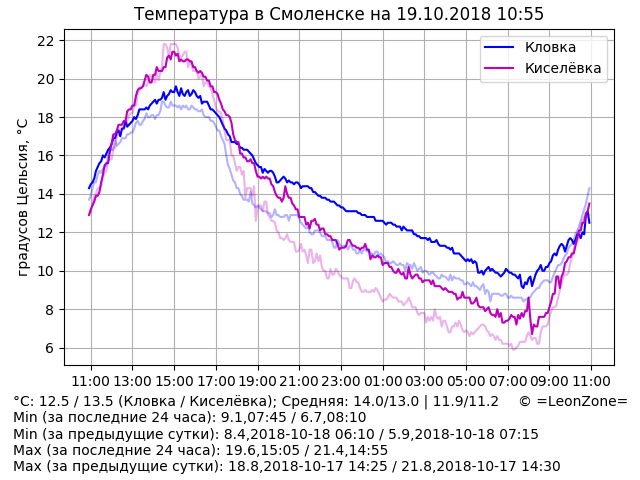 Температура в Смоленске на 19.10.2018 10:55
Кловка
Киселёвка
градусов Цельсия, °C
22
20
18
16
14
12
10
8
6
11:00 13:00 15:00 17:00 19:00 21:00 23:00 01:00 03:00 05:00 07:00 09:00 11:00
°C: 12.5 / 13.5 (Кловка / Киселёвка); Средняя: 14.0/13.0 | 11.9/11.2 © =LeonZone=
Min (за последние 24 часа): 9.1,07:45 / 6.7,08:10
Min (за предыдущие сутки): 8.4,2018-10-18 06:10 / 5.9,2018-10-18 07:15
Max (за последние 24 часа): 19.6,15:05 / 21.4,14:55
Max (за предыдущие сутки): 18.8,2018-10-17 14:25 / 21.8,2018-10-17 14:30